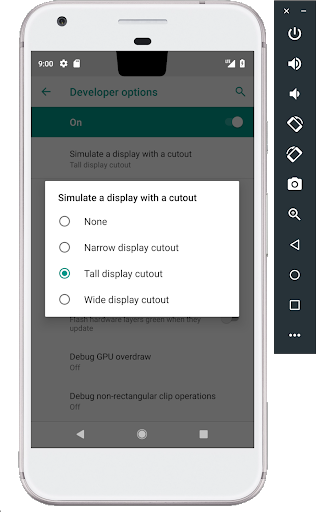 9:00
Developer options
On
Simulate a display with a cutout
Tall display cutout
Simulate a display with a cutout
None
Narrow display cutout
Tall display cutout
Wide display cutout
Flash hardware layers green when they
update
Debug GPU overdraw
Off
Debug non-rectangular clip operations
Off